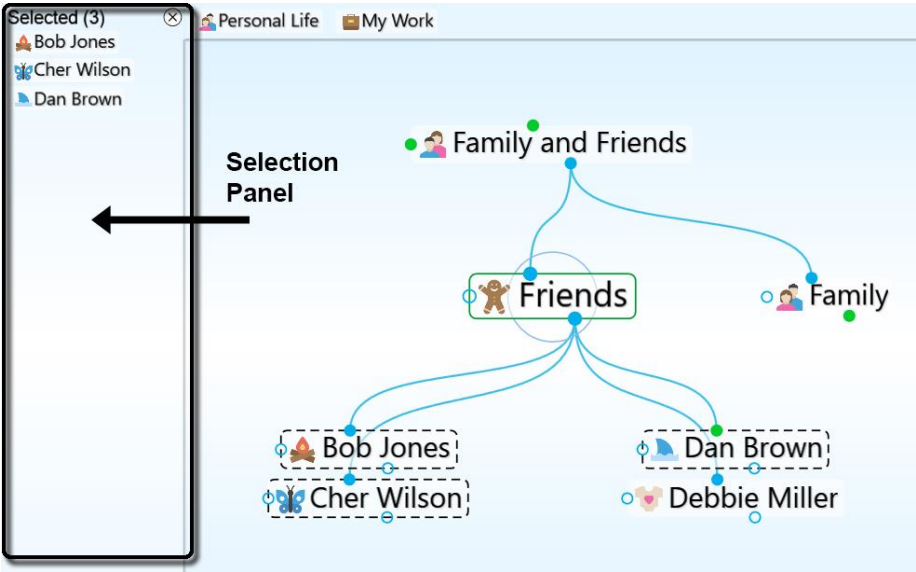 Selected (3)
Bob Jones
Cher Wilson
Dan Brown
Personal Life
My Work
Selection
Panel
Family and Friends
Friends
Family
Bob Jones
Dan Brown
Cher Wilson
Debbie Miller